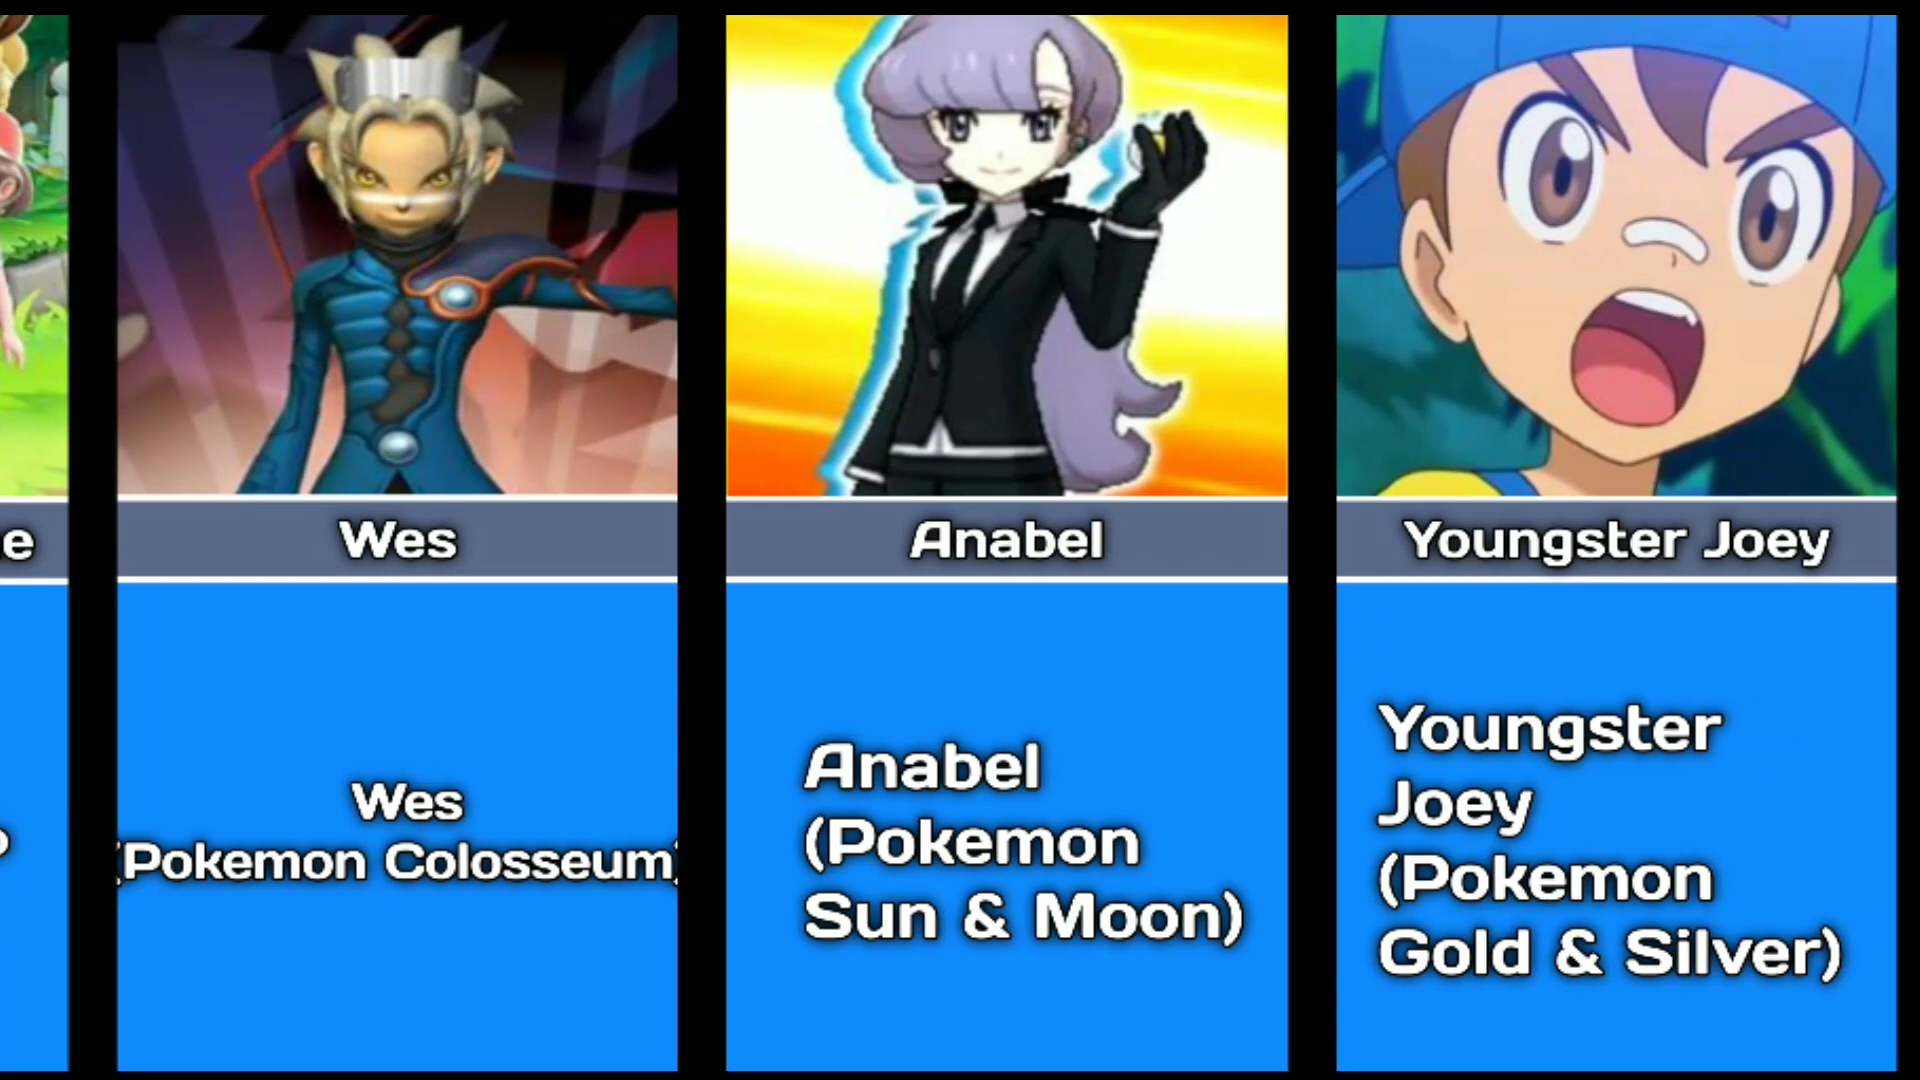 e
Wes
Anabel
Youngster Joey
Wes
(Pokemon Colosseum)
Anabel
(Pokemon
Sun & Moon)
Youngster
Joey
(Pokemon
Gold & Silver)